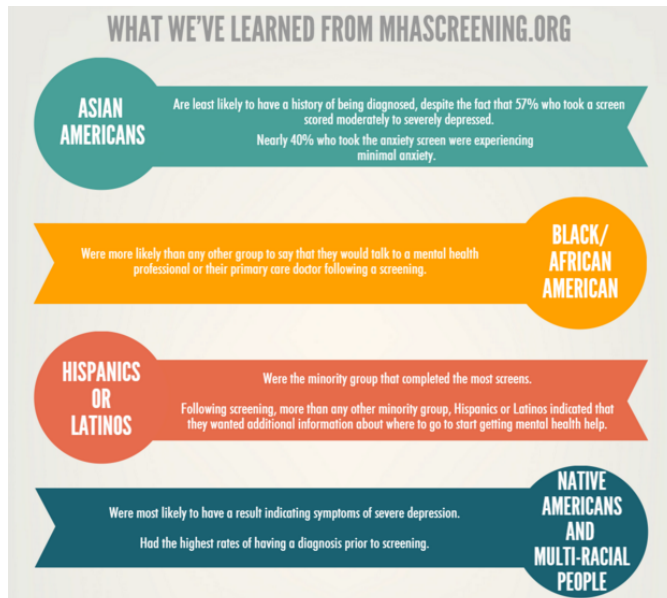 WHAT WE'VE LEARNED FROM MHASCREENING.ORG
ASIAN
AMERICANS
Are least likely to have a history of being diagnosed, despite the fact that 57% who took a screen
scored moderately to severely depressed.
Nearly 40% who took the anxiety screen were experiencing
minimal anxiety.
BLACK/
AFRICAN
AMERICAN
Were more likely than any other group to say that they would talk to a mental health
professional or their primary care doctor following a screening.
HISPANICS
OR
LATINOS
Were the minority group that completed the most screens.
Following screening, more than any other minority group, Hispanics or Latinos indicated that
they wanted additional information about where to go to start getting mental health help.
NATIVE
AMERICANS
AND
MULTI-RACIAL
PEOPLE
Were most likely to have a result indicating symptoms of severe depression.
Had the highest rates of having a diagnosis prior to screening.